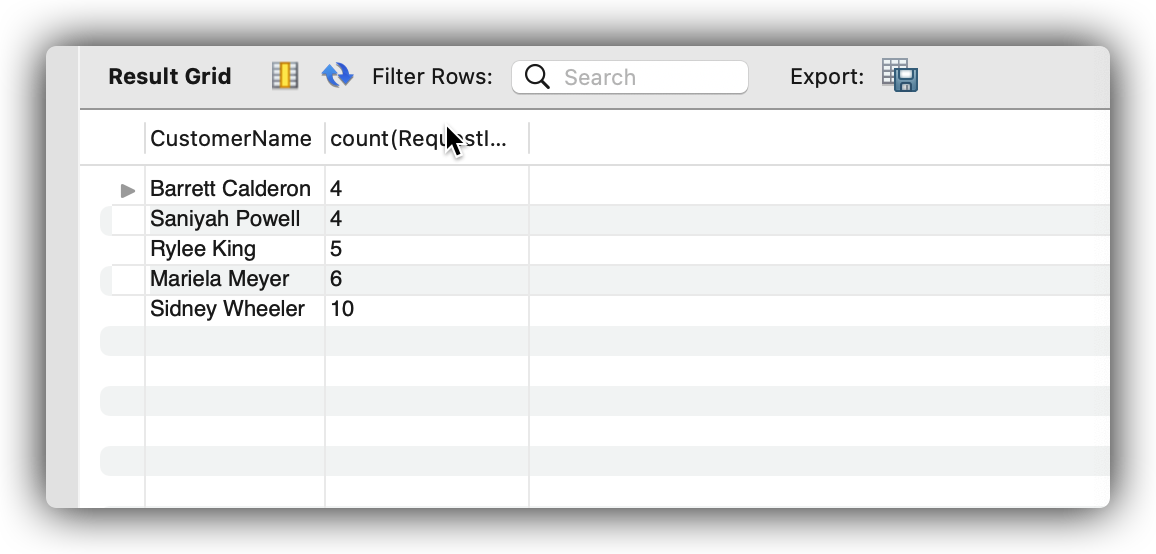 Result Grid Filter Rows: Search Export:
CustomerName count(RequestI...
Barrett Calderon 4
Saniyah Powell 4
Rylee King 5
Mariela Meyer 6
Sidney Wheeler 10